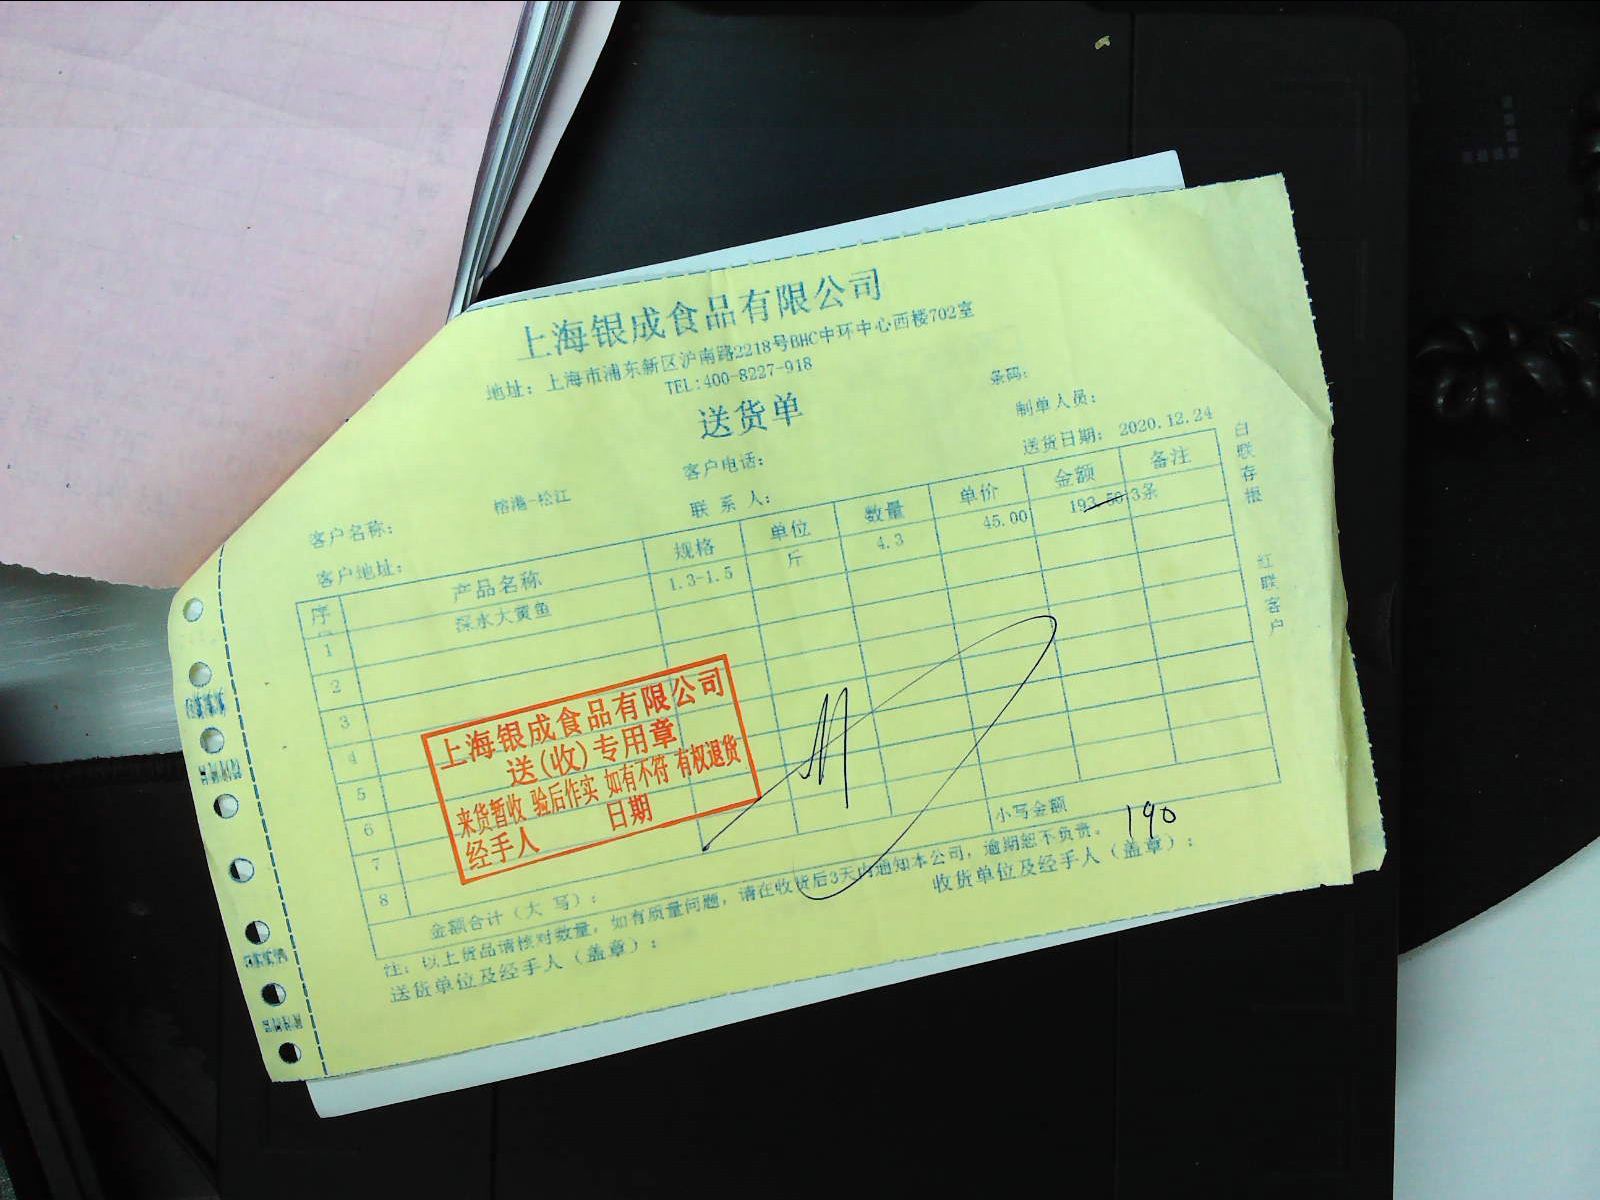 上海银成食品有限公司
地址：上海市浦东新区沪南路2218号BHC中环中心西楼702室
TEL:400-8227-918
送货单
条码：
制单人员：
客户电话：
送货日期：2020.12.24
客户名称：
榕港-松江
联系人：
客户地址：
序 产品名称 规格 单位 数量 单价 金额 备注
1 深水大黄鱼 1.3-1.5 斤 4.3 45.00 193.50 3条
2
3
4
5
6
7
8
白联存根
红联客户
上海银成食品有限公司
送(收)专用章
来货暂收 验后作实 如有不符 有权退货
经手人 日期
金额合计（大 写）：
小写金额 190
注：以上货品请核对数量，如有质量问题，请在收货后3天内通知本公司，逾期恕不负责。
送货单位及经手人（盖章）：
收货单位及经手人（盖章）：